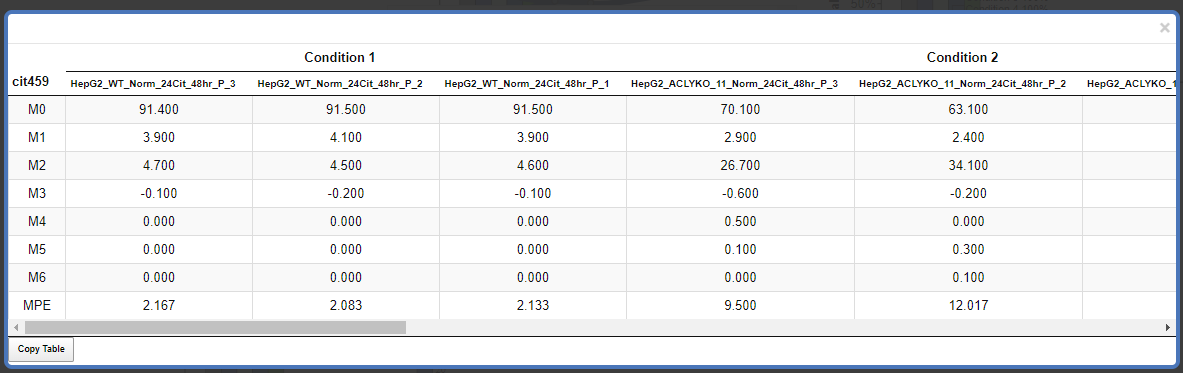 ×
Condition 1 Condition 2
cit459 HepG2_WT_Norm_24Cit_48hr_P_3 HepG2_WT_Norm_24Cit_48hr_P_2 HepG2_WT_Norm_24Cit_48hr_P_1 HepG2_ACLYKO_11_Norm_24Cit_48hr_P_3 HepG2_ACLYKO_11_Norm_24Cit_48hr_P_2 HepG2_ACLYKO_1
M0 91.400 91.500 91.500 70.100 63.100
M1 3.900 4.100 3.900 2.900 2.400
M2 4.700 4.500 4.600 26.700 34.100
M3 -0.100 -0.200 -0.100 -0.600 -0.200
M4 0.000 0.000 0.000 0.500 0.000
M5 0.000 0.000 0.000 0.100 0.300
M6 0.000 0.000 0.000 0.000 0.100
MPE 2.167 2.083 2.133 9.500 12.017
Copy Table